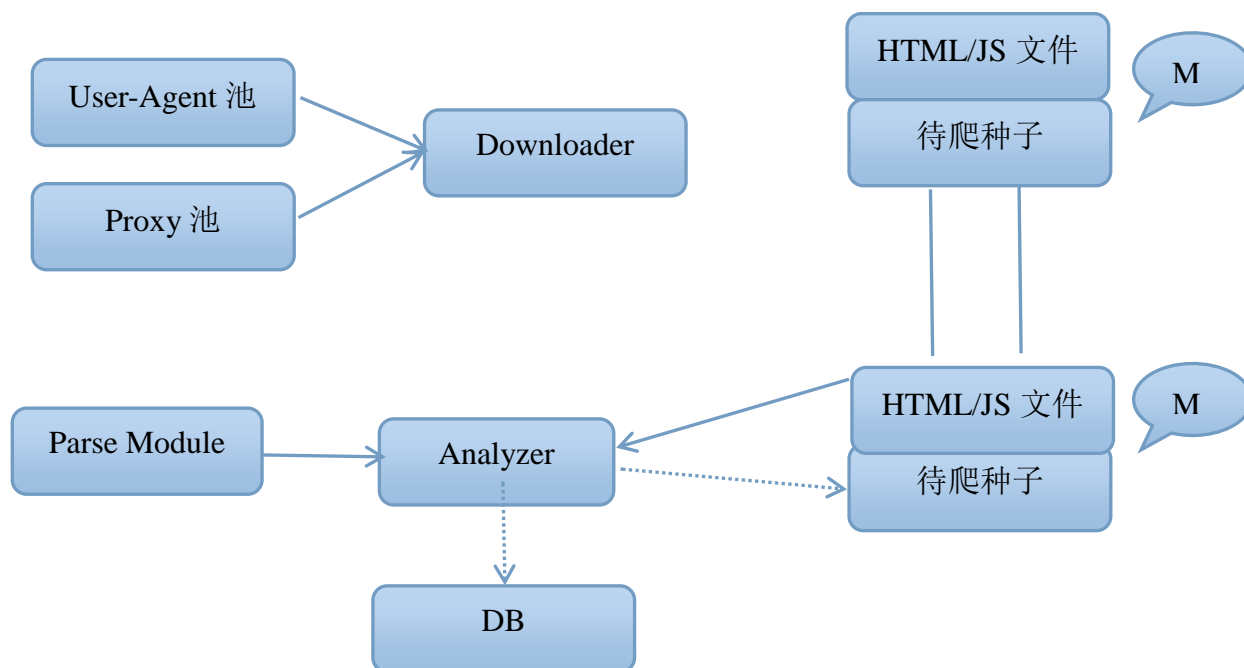 HTML/JS 文件
M
User-Agent 池
待爬种子
Downloader
Proxy 池
HTML/JS 文件
M
Parse Module
Analyzer
待爬种子
DB